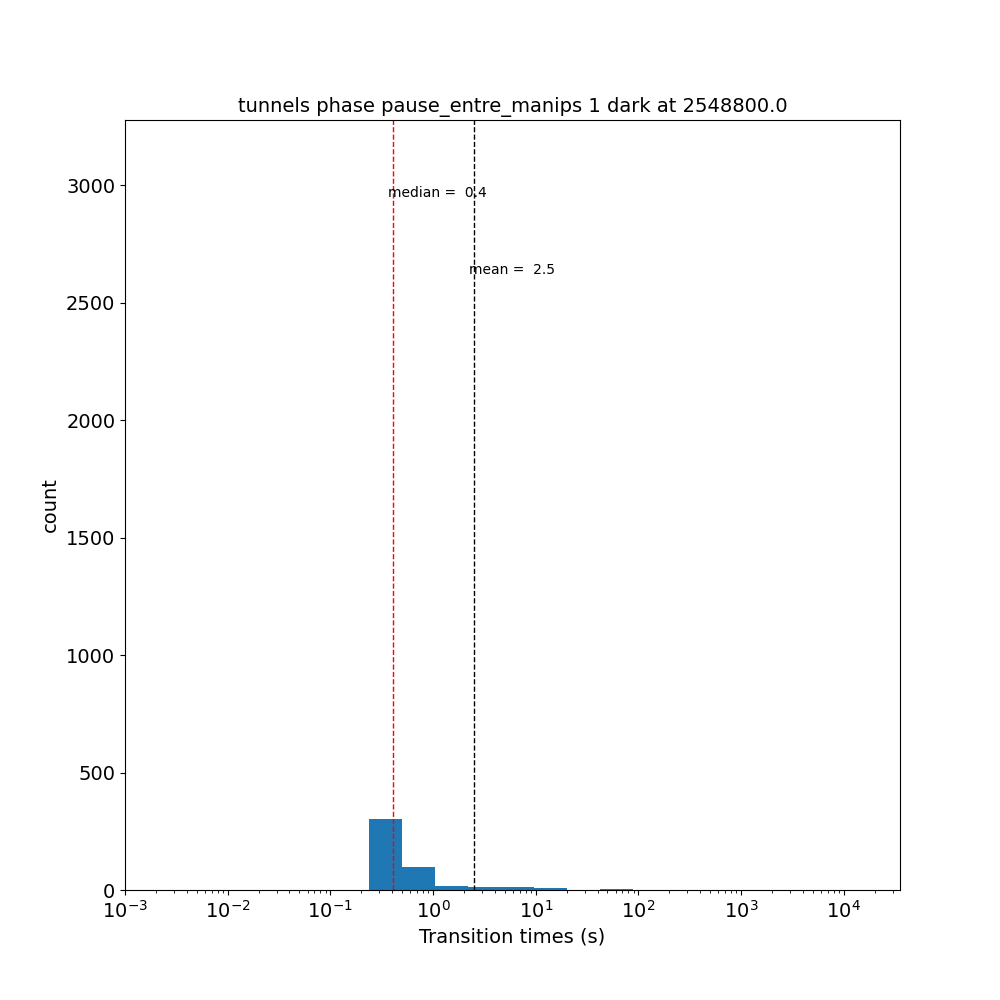 tunnels phase pause_entre_manips 1 dark at 2548800.0
3000
median =  0.4
mean =  2.5
2500
2000
count
1500
1000
500
0
10⁻³ 10⁻² 10⁻¹ 10⁰ 10¹ 10² 10³ 10⁴
Transition times (s)